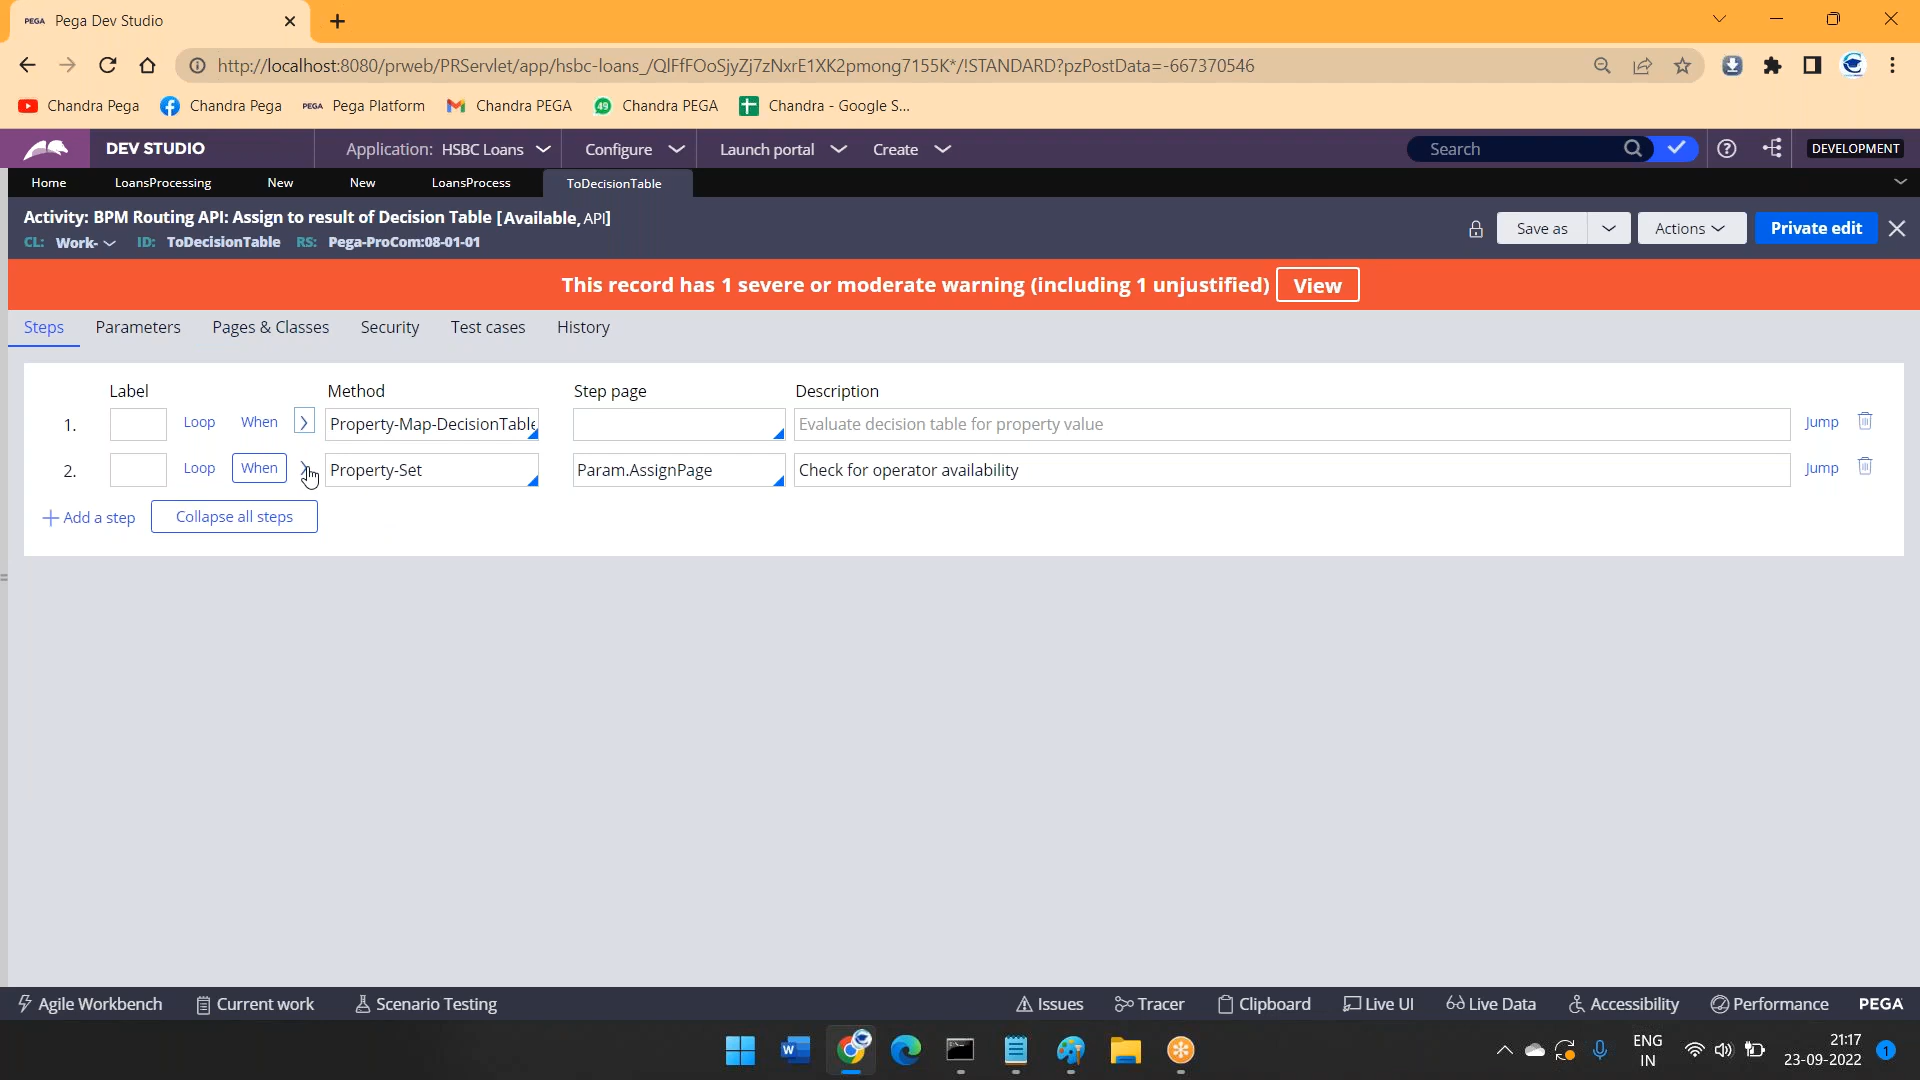 PEGA Pega Dev Studio
http://localhost:8080/prweb/PRServlet/app/hsbc-loans_/QlFfFOoSjyZj7zNxrE1XK2pmong7155K*/!STANDARD?pzPostData=-667370546
Chandra Pega Chandra Pega PEGA Pega Platform Chandra PEGA 49 Chandra PEGA Chandra - Google S...
DEV STUDIO Application: HSBC Loans Configure Launch portal Create Search DEVELOPMENT
Home LoansProcessing New New LoansProcess ToDecisionTable
Activity: BPM Routing API: Assign to result of Decision Table [Available, API]
CL: Work- ID: ToDecisionTable RS: Pega-ProCom:08-01-01
Save as Actions Private edit
This record has 1 severe or moderate warning (including 1 unjustified) View
Steps Parameters Pages & Classes Security Test cases History
Label Method Step page Description
1. Loop When Property-Map-DecisionTable Evaluate decision table for property value Jump
2. Loop When Property-Set Param.AssignPage Check for operator availability Jump
Add a step Collapse all steps
Agile Workbench Current work Scenario Testing Issues Tracer Clipboard Live UI Live Data Accessibility Performance PEGA
W ENG 21:17
IN 23-09-2022 1